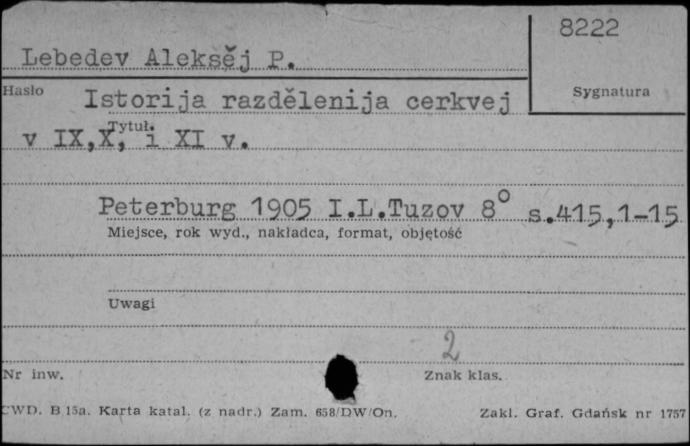 8222
Lebedev Aleksěj P.
Hasło
Sygnatura
Istorija razdělenija cerkvej
Tytuł
v IX,X, i XI v.
Peterburg 1905 I.L.Tuzov 8° s.415,1-15
Miejsce, rok wyd., nakładca, format, objętość
Uwagi
2
Nr inw.
Znak klas.
CWD. B 15a. Karta katal. (z nadr.) Zam. 658/DW/On.
Zakl. Graf. Gdańsk nr 1757